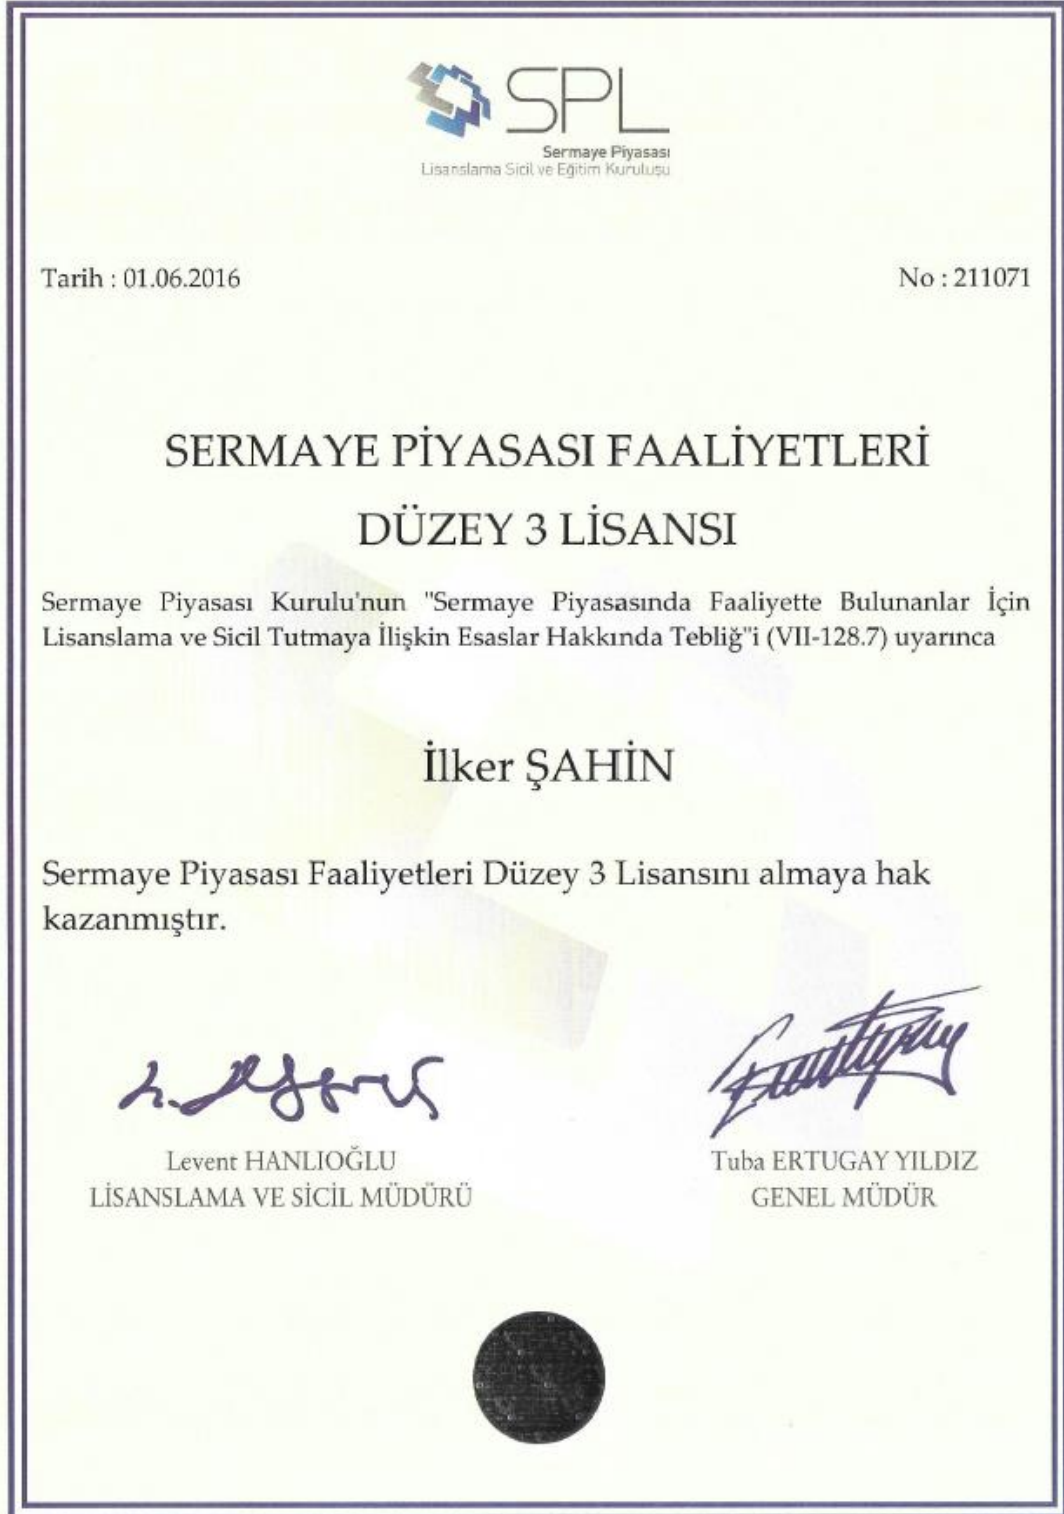 SPL
Sermaye Piyasası
Lisanslama Sicil ve Eğitim Kuruluşu
Tarih : 01.06.2016
No : 211071
SERMAYE PİYASASI FAALİYETLERİ
DÜZEY 3 LİSANSI
Sermaye Piyasası Kurulu'nun "Sermaye Piyasasında Faaliyette Bulunanlar İçin
Lisanslama ve Sicil Tutmaya İlişkin Esaslar Hakkında Tebliğ"i (VII-128.7) uyarınca
İlker ŞAHİN
Sermaye Piyasası Faaliyetleri Düzey 3 Lisansını almaya hak
kazanmıştır.
Levent HANLIOĞLU
LİSANSLAMA VE SİCİL MÜDÜRÜ
Tuba ERTUGAY YILDIZ
GENEL MÜDÜR